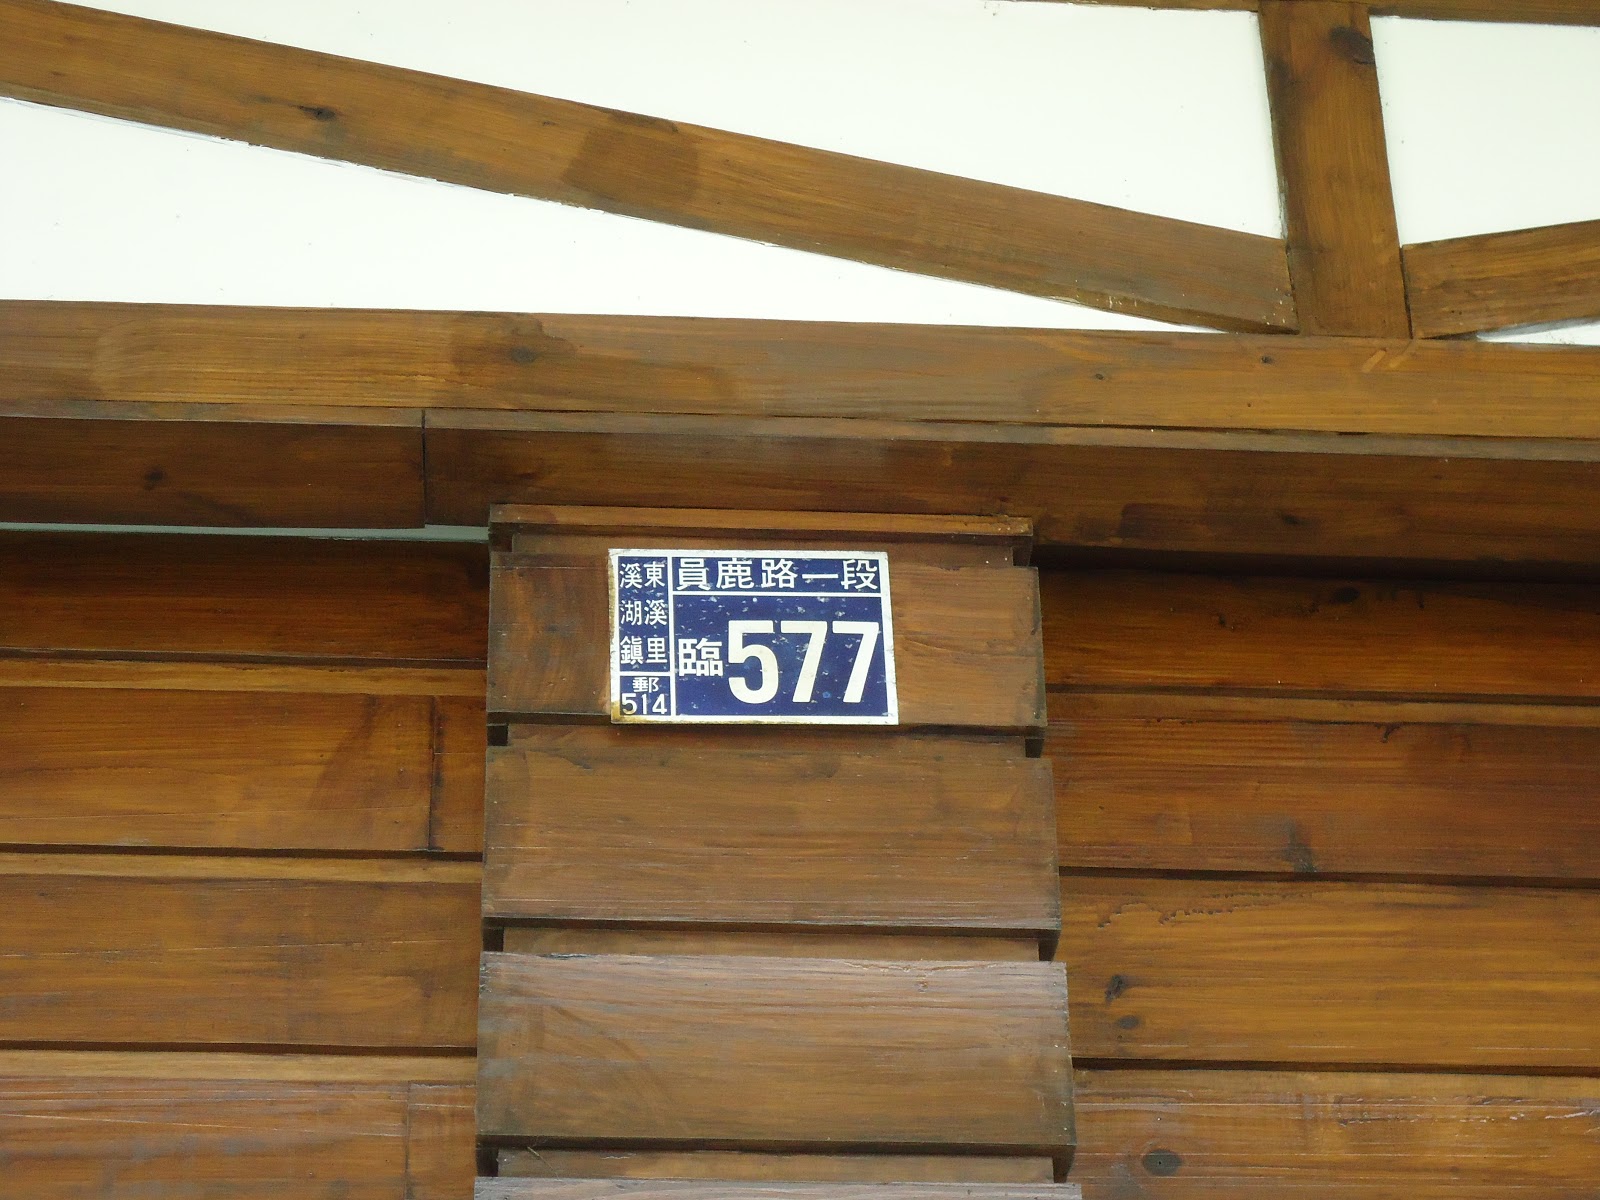 員鹿路一段
臨577
東溪里
溪湖鎮
郵
514